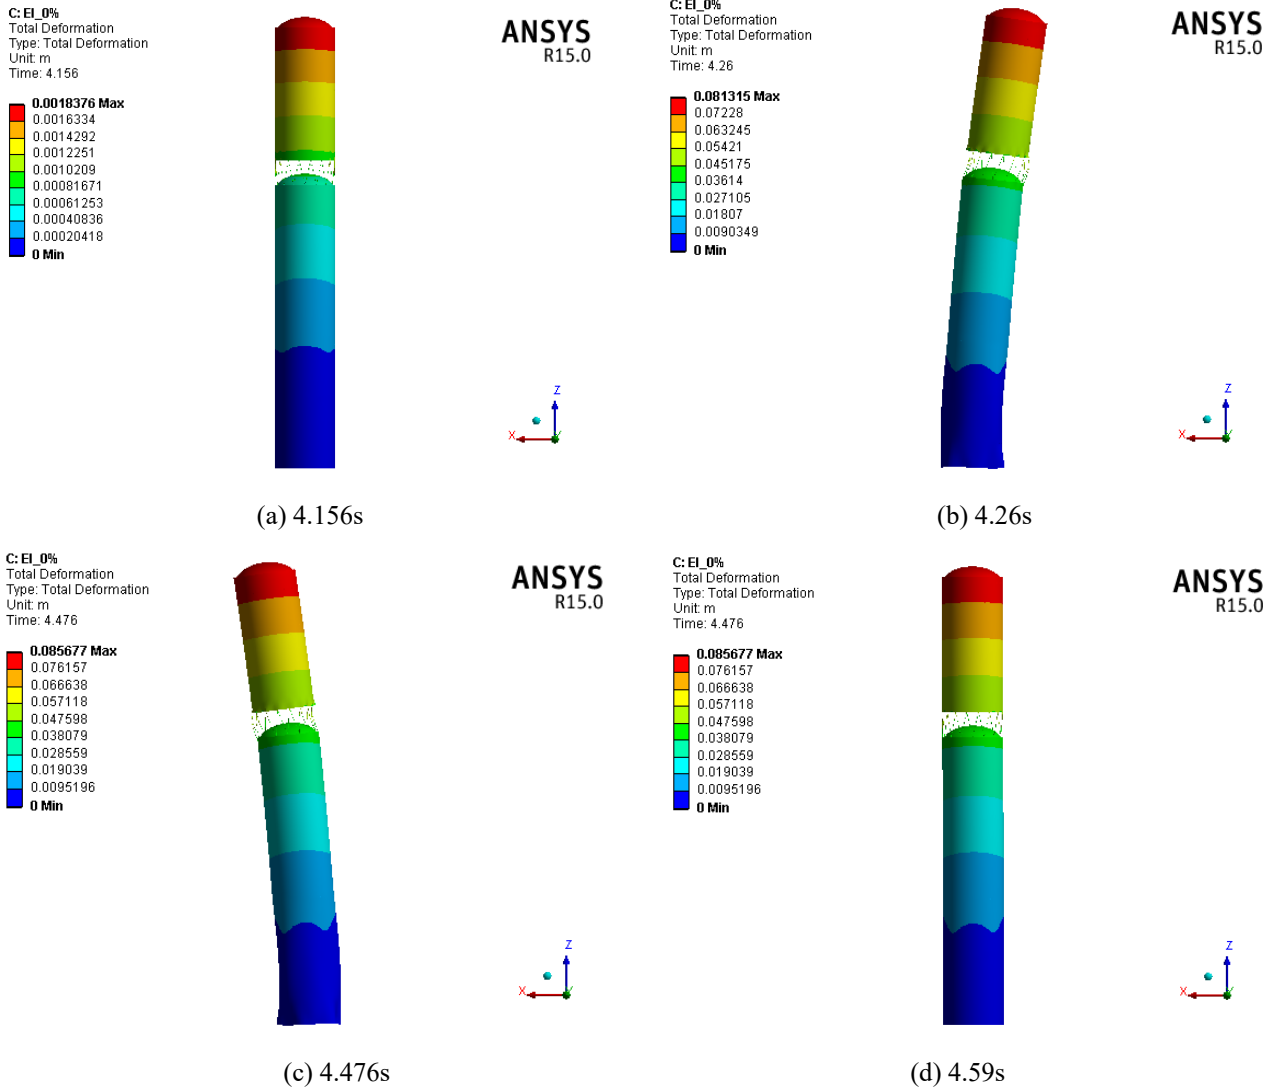 C: EI_0%
Total Deformation
Type: Total Deformation
Unit: m
Time: 4.156
0.0018376 Max
0.0016334
0.0014292
0.0012251
0.0010209
0.00081671
0.00061253
0.00040836
0.00020418
0 Min
ANSYS
R15.0
Z
X
(a) 4.156s
C: EI_0%
Total Deformation
Type: Total Deformation
Unit: m
Time: 4.26
0.081315 Max
0.07228
0.063245
0.05421
0.045175
0.03614
0.027105
0.01807
0.0090349
0 Min
ANSYS
R15.0
Z
X
(b) 4.26s
C: EI_0%
Total Deformation
Type: Total Deformation
Unit: m
Time: 4.476
0.085677 Max
0.076157
0.066638
0.057118
0.047598
0.038079
0.028559
0.019039
0.0095196
0 Min
ANSYS
R15.0
Z
X
(c) 4.476s
C: EI_0%
Total Deformation
Type: Total Deformation
Unit: m
Time: 4.476
0.085677 Max
0.076157
0.066638
0.057118
0.047598
0.038079
0.028559
0.019039
0.0095196
0 Min
ANSYS
R15.0
Z
X
(d) 4.59s